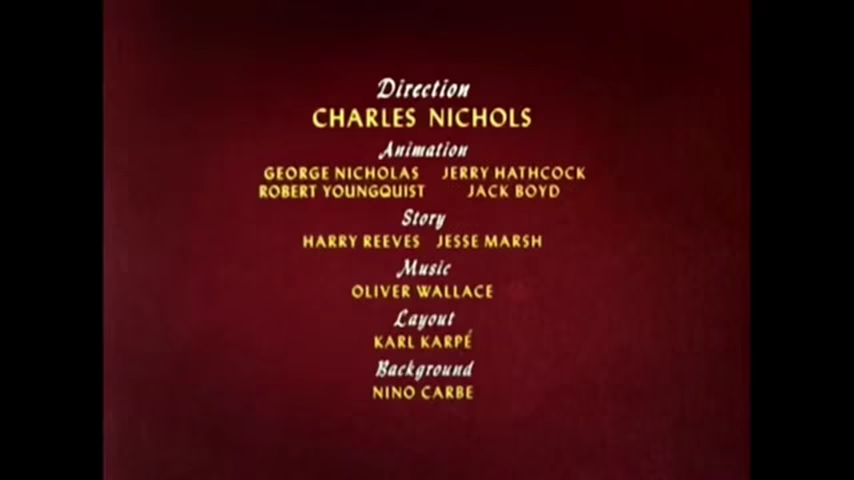 Direction
CHARLES NICHOLS
Animation
GEORGE NICHOLAS JERRY HATHCOCK
ROBERT YOUNGQUIST JACK BOYD
Story
HARRY REEVES JESSE MARSH
Music
OLIVER WALLACE
Layout
KARL KARPÉ
Background
NINO CARBE